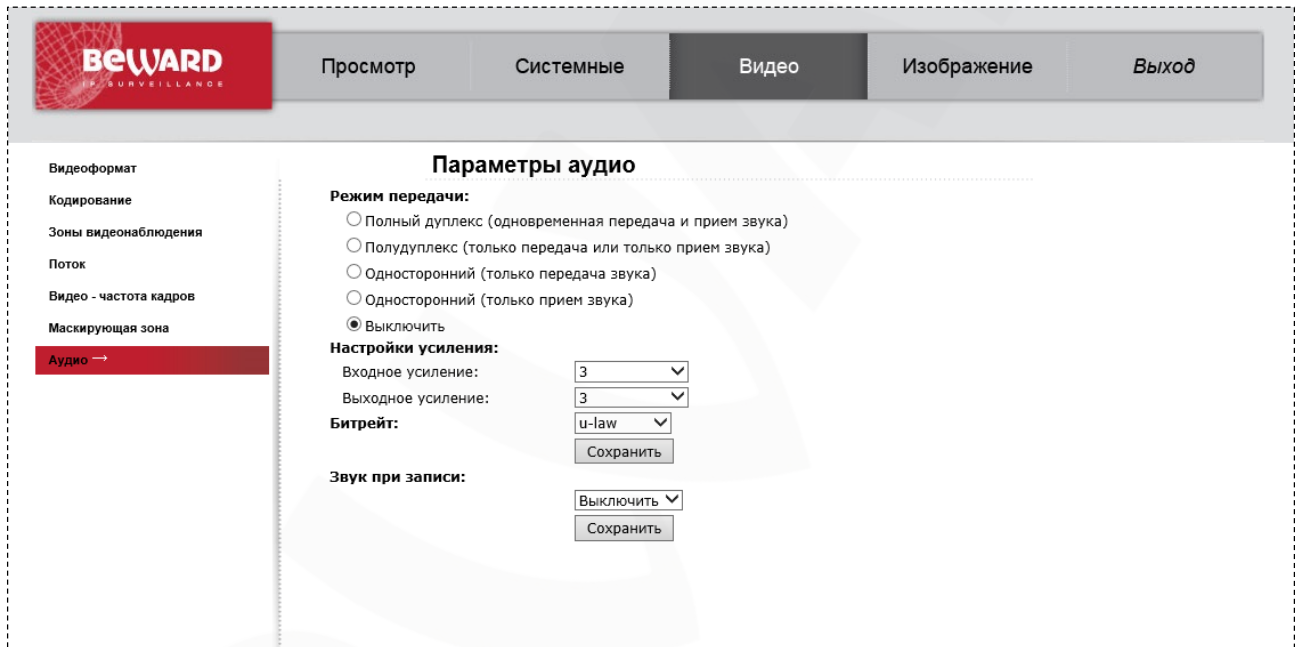 BEWARD
IP SURVEILLANCE
Просмотр Системные Видео Изображение Выход
Видеоформат
Кодирование
Зоны видеонаблюдения
Поток
Видео - частота кадров
Маскирующая зона
Аудио →
Параметры аудио
Режим передачи:
Полный дуплекс (одновременная передача и прием звука)
Полудуплекс (только передача или только прием звука)
Односторонний (только передача звука)
Односторонний (только прием звука)
Выключить
Настройки усиления:
Входное усиление: 3
Выходное усиление: 3
Битрейт: u-law
Сохранить
Звук при записи:
Выключить
Сохранить